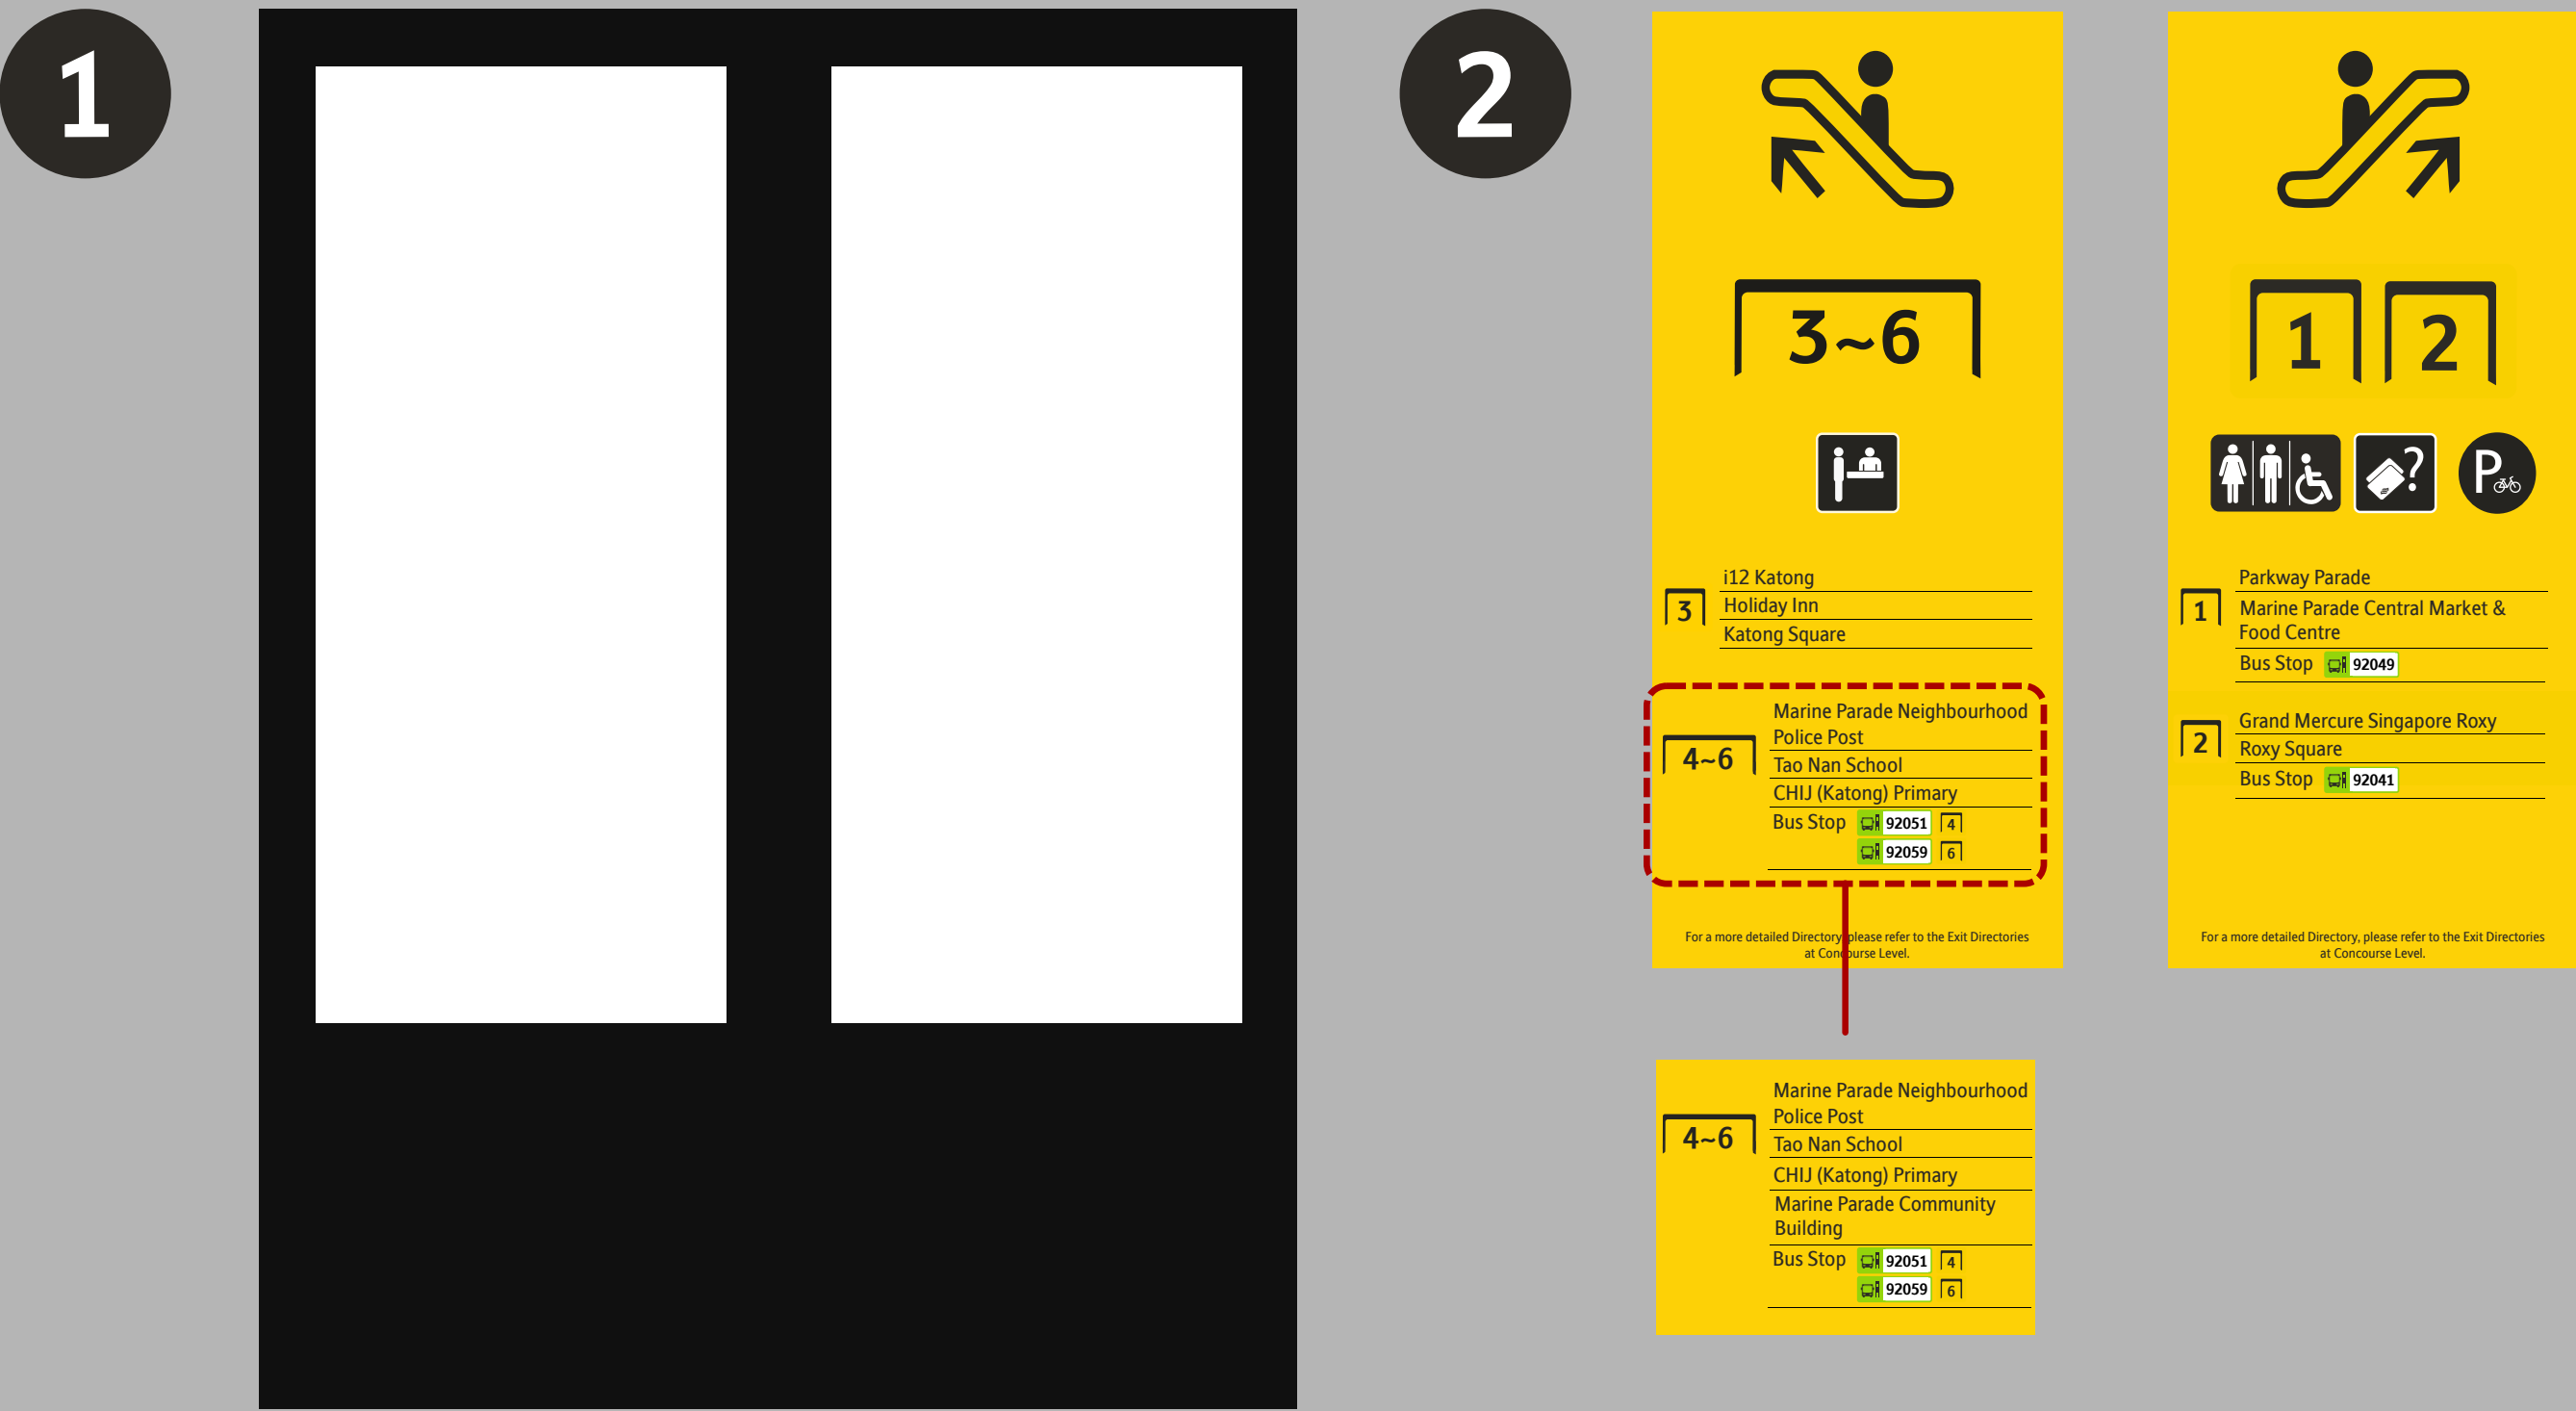 1
2
3~6
3
i12 Katong
Holiday Inn
Katong Square
4~6
Marine Parade Neighbourhood
Police Post
Tao Nan School
CHIJ (Katong) Primary
Bus Stop 92051 4
92059 6
For a more detailed Directory, please refer to the Exit Directories
at Concourse Level.
4~6
Marine Parade Neighbourhood
Police Post
Tao Nan School
CHIJ (Katong) Primary
Marine Parade Community
Building
Bus Stop 92051 4
92059 6
1 2
?
P
1
Parkway Parade
Marine Parade Central Market &
Food Centre
Bus Stop 92049
2
Grand Mercure Singapore Roxy
Roxy Square
Bus Stop 92041
For a more detailed Directory, please refer to the Exit Directories
at Concourse Level.